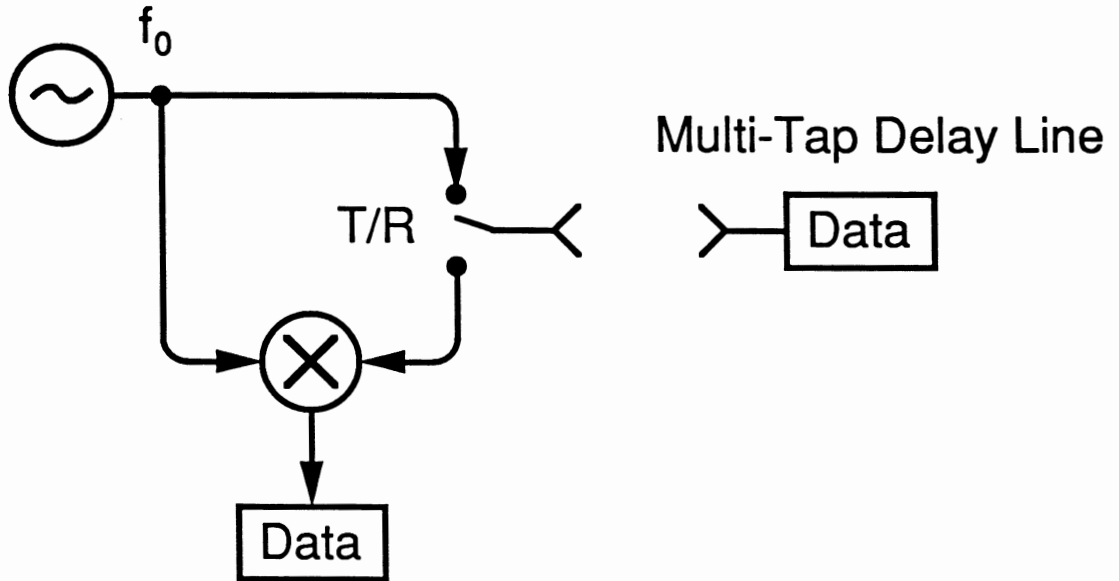 f₀
Multi-Tap Delay Line
T/R
Data
Data